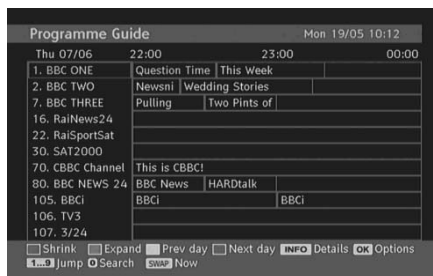 Programme Guide Mon 19/05 10:12
Thu 07/06 22:00 23:00 00:00
1. BBC ONE Question Time This Week
2. BBC TWO Newsni Wedding Stories
7. BBC THREE Pulling Two Pints of
16. RaiNews24
22. RaiSportSat
30. SAT2000
70. CBBC Channel This is CBBC!
80. BBC NEWS 24 BBC News HARDtalk
105. BBCi BBCi BBCi
106. TV3
107. 3/24
Shrink Expand Prev day Next day INFO Details OK Options
1...9 Jump Search SWAP Now